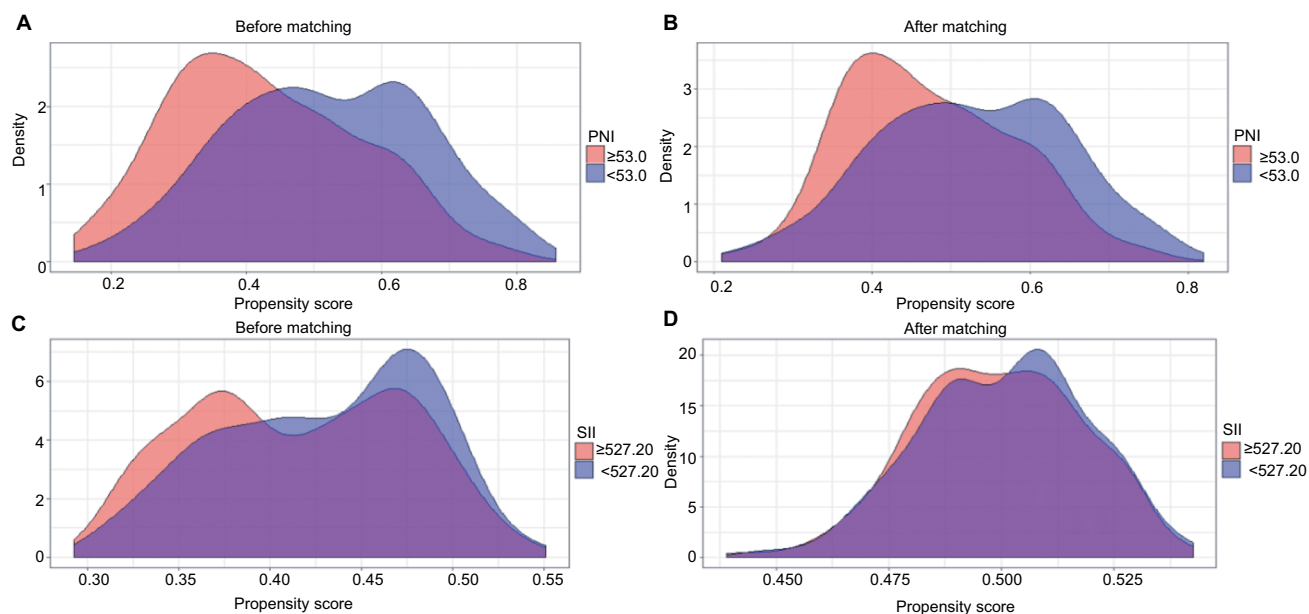 A
Before matching
Density
2
1
0
0.2 0.4 0.6 0.8
Propensity score
PNI
≥53.0
<53.0
B
After matching
Density
3
2
1
0
0.2 0.4 0.6 0.8
Propensity score
PNI
≥53.0
<53.0
C
Before matching
6
4
2
0
0.30 0.35 0.40 0.45 0.50 0.55
Propensity score
SII
≥527.20
<527.20
D
After matching
Density
20
15
10
5
0
0.450 0.475 0.500 0.525
Propensity score
SII
≥527.20
<527.20